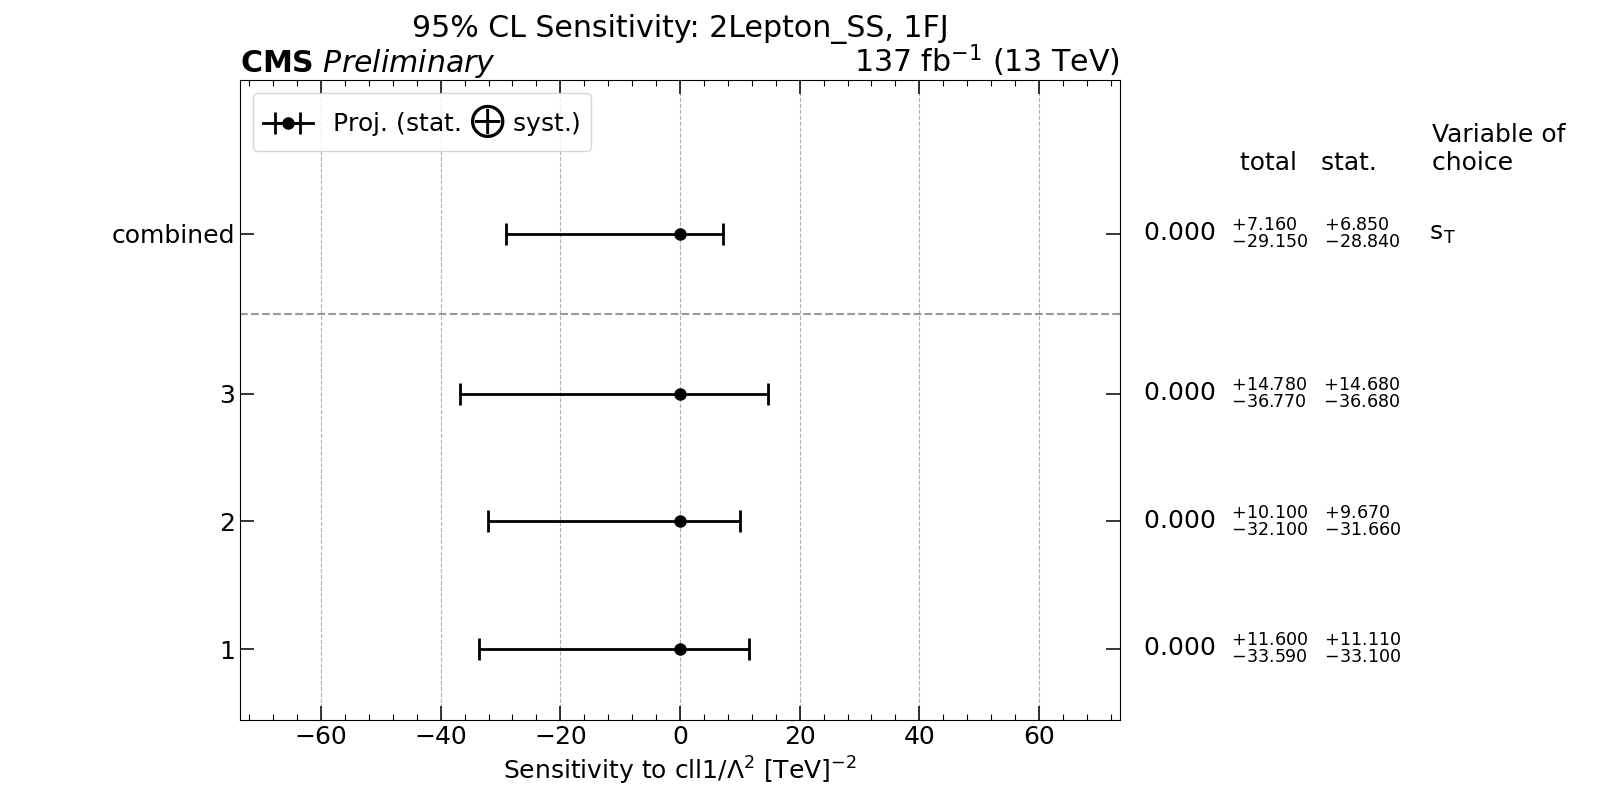 95% CL Sensitivity: 2Lepton_SS, 1FJ
CMS Preliminary 137 fb⁻¹ (13 TeV)
Proj. (stat. ⊕ syst.)
Variable of
total stat. choice
combined 0.000 +7.160 −29.150 +6.850 −28.840 s_T
3 0.000 +14.780 −36.770 +14.680 −36.680
2 0.000 +10.100 −32.100 +9.670 −31.660
1 0.000 +11.600 −33.590 +11.110 −33.100
−60 −40 −20 0 20 40 60
Sensitivity to cll1/Λ² [TeV]⁻²